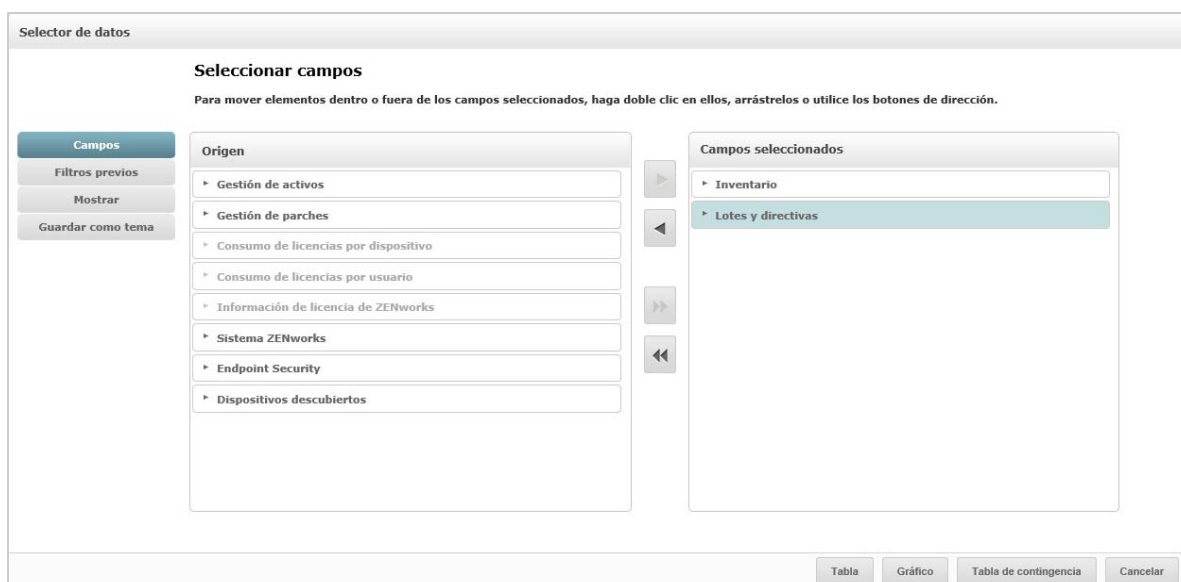 Selector de datos
Seleccionar campos
Para mover elementos dentro o fuera de los campos seleccionados, haga doble clic en ellos, arrástrelos o utilice los botones de dirección.
Campos
Filtros previos
Mostrar
Guardar como tema
Origen
Gestión de activos
Gestión de parches
Consumo de licencias por dispositivo
Consumo de licencias por usuario
Información de licencia de ZENworks
Sistema ZENworks
Endpoint Security
Dispositivos descubiertos
Campos seleccionados
Inventario
Lotes y directivas
Tabla
Gráfico
Tabla de contingencia
Cancelar